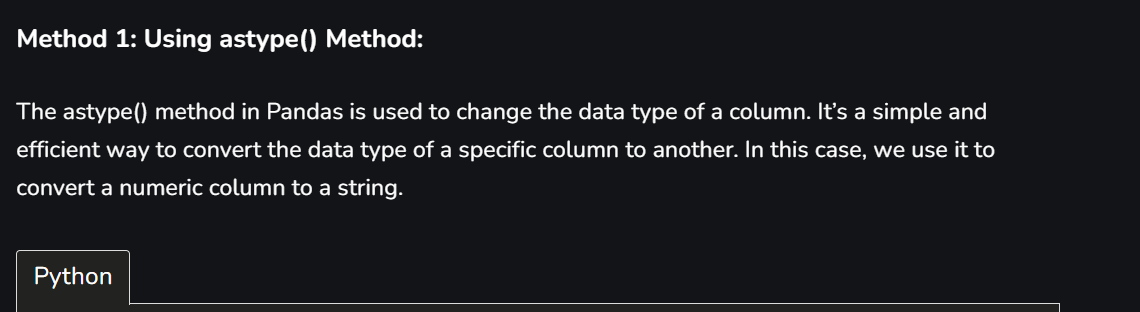 Method 1: Using astype() Method:
The astype() method in Pandas is used to change the data type of a column. It’s a simple and
efficient way to convert the data type of a specific column to another. In this case, we use it to
convert a numeric column to a string.
Python